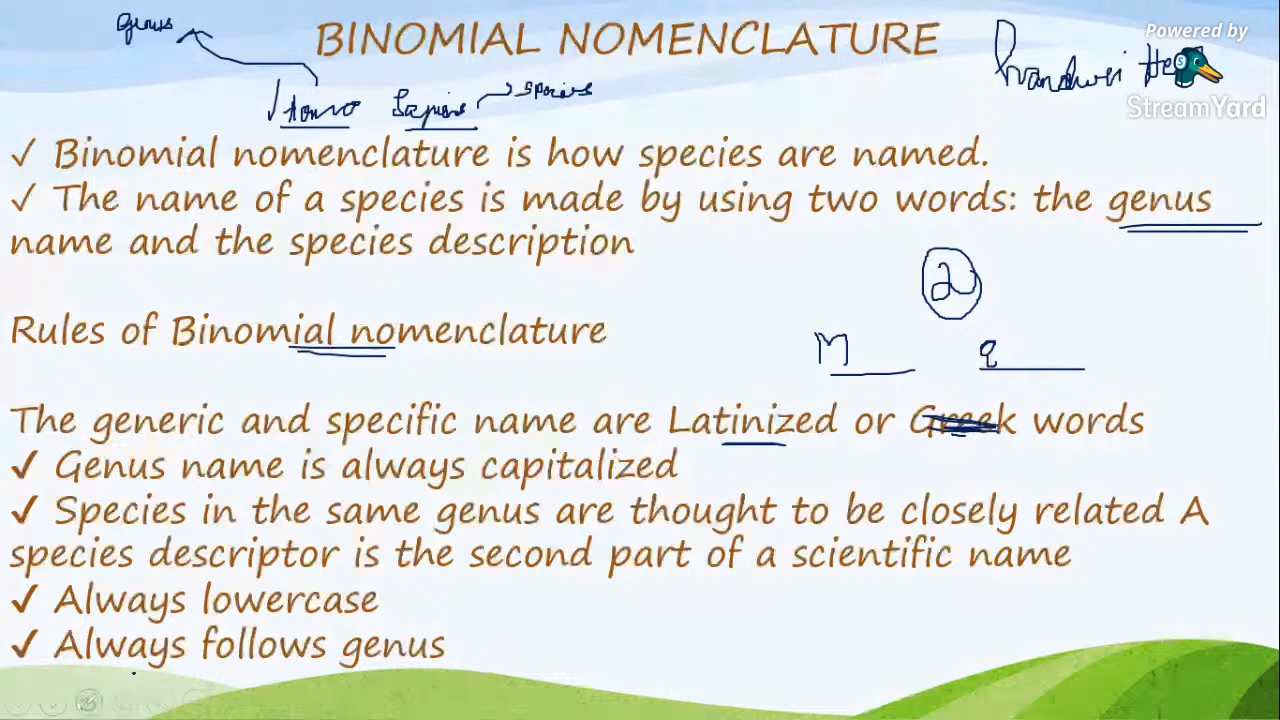 genus
BINOMIAL NOMENCLATURE
Powered by
StreamYard
Homo Sapiens species
✓ Binomial nomenclature is how species are named.
✓ The name of a species is made by using two words: the genus
name and the species description
2
Rules of Binomial nomenclature
M
The generic and specific name are Latinized or Greek words
✓ Genus name is always capitalized
✓ Species in the same genus are thought to be closely related A
species descriptor is the second part of a scientific name
✓ Always lowercase
✓ Always follows genus